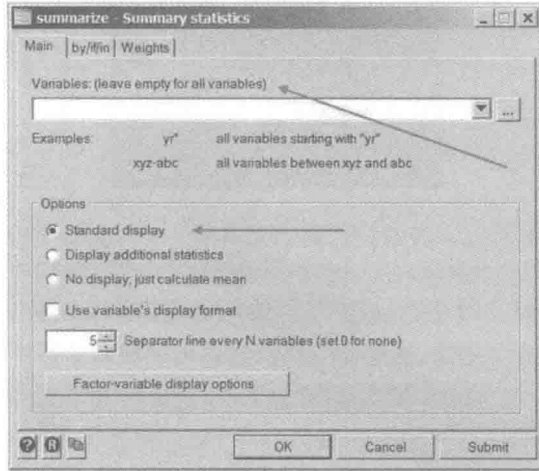 summarize - Summary statistics
Main by/if/in Weights
Variables: (leave empty for all variables)
...
Examples: yr* all variables starting with "yr"
xyz-abc all variables between xyz and abc
Options
Standard display
Display additional statistics
No display; just calculate mean
Use variable's display format
5 Separator line every N variables (set 0 for none)
Factor-variable display options
? R OK Cancel Submit